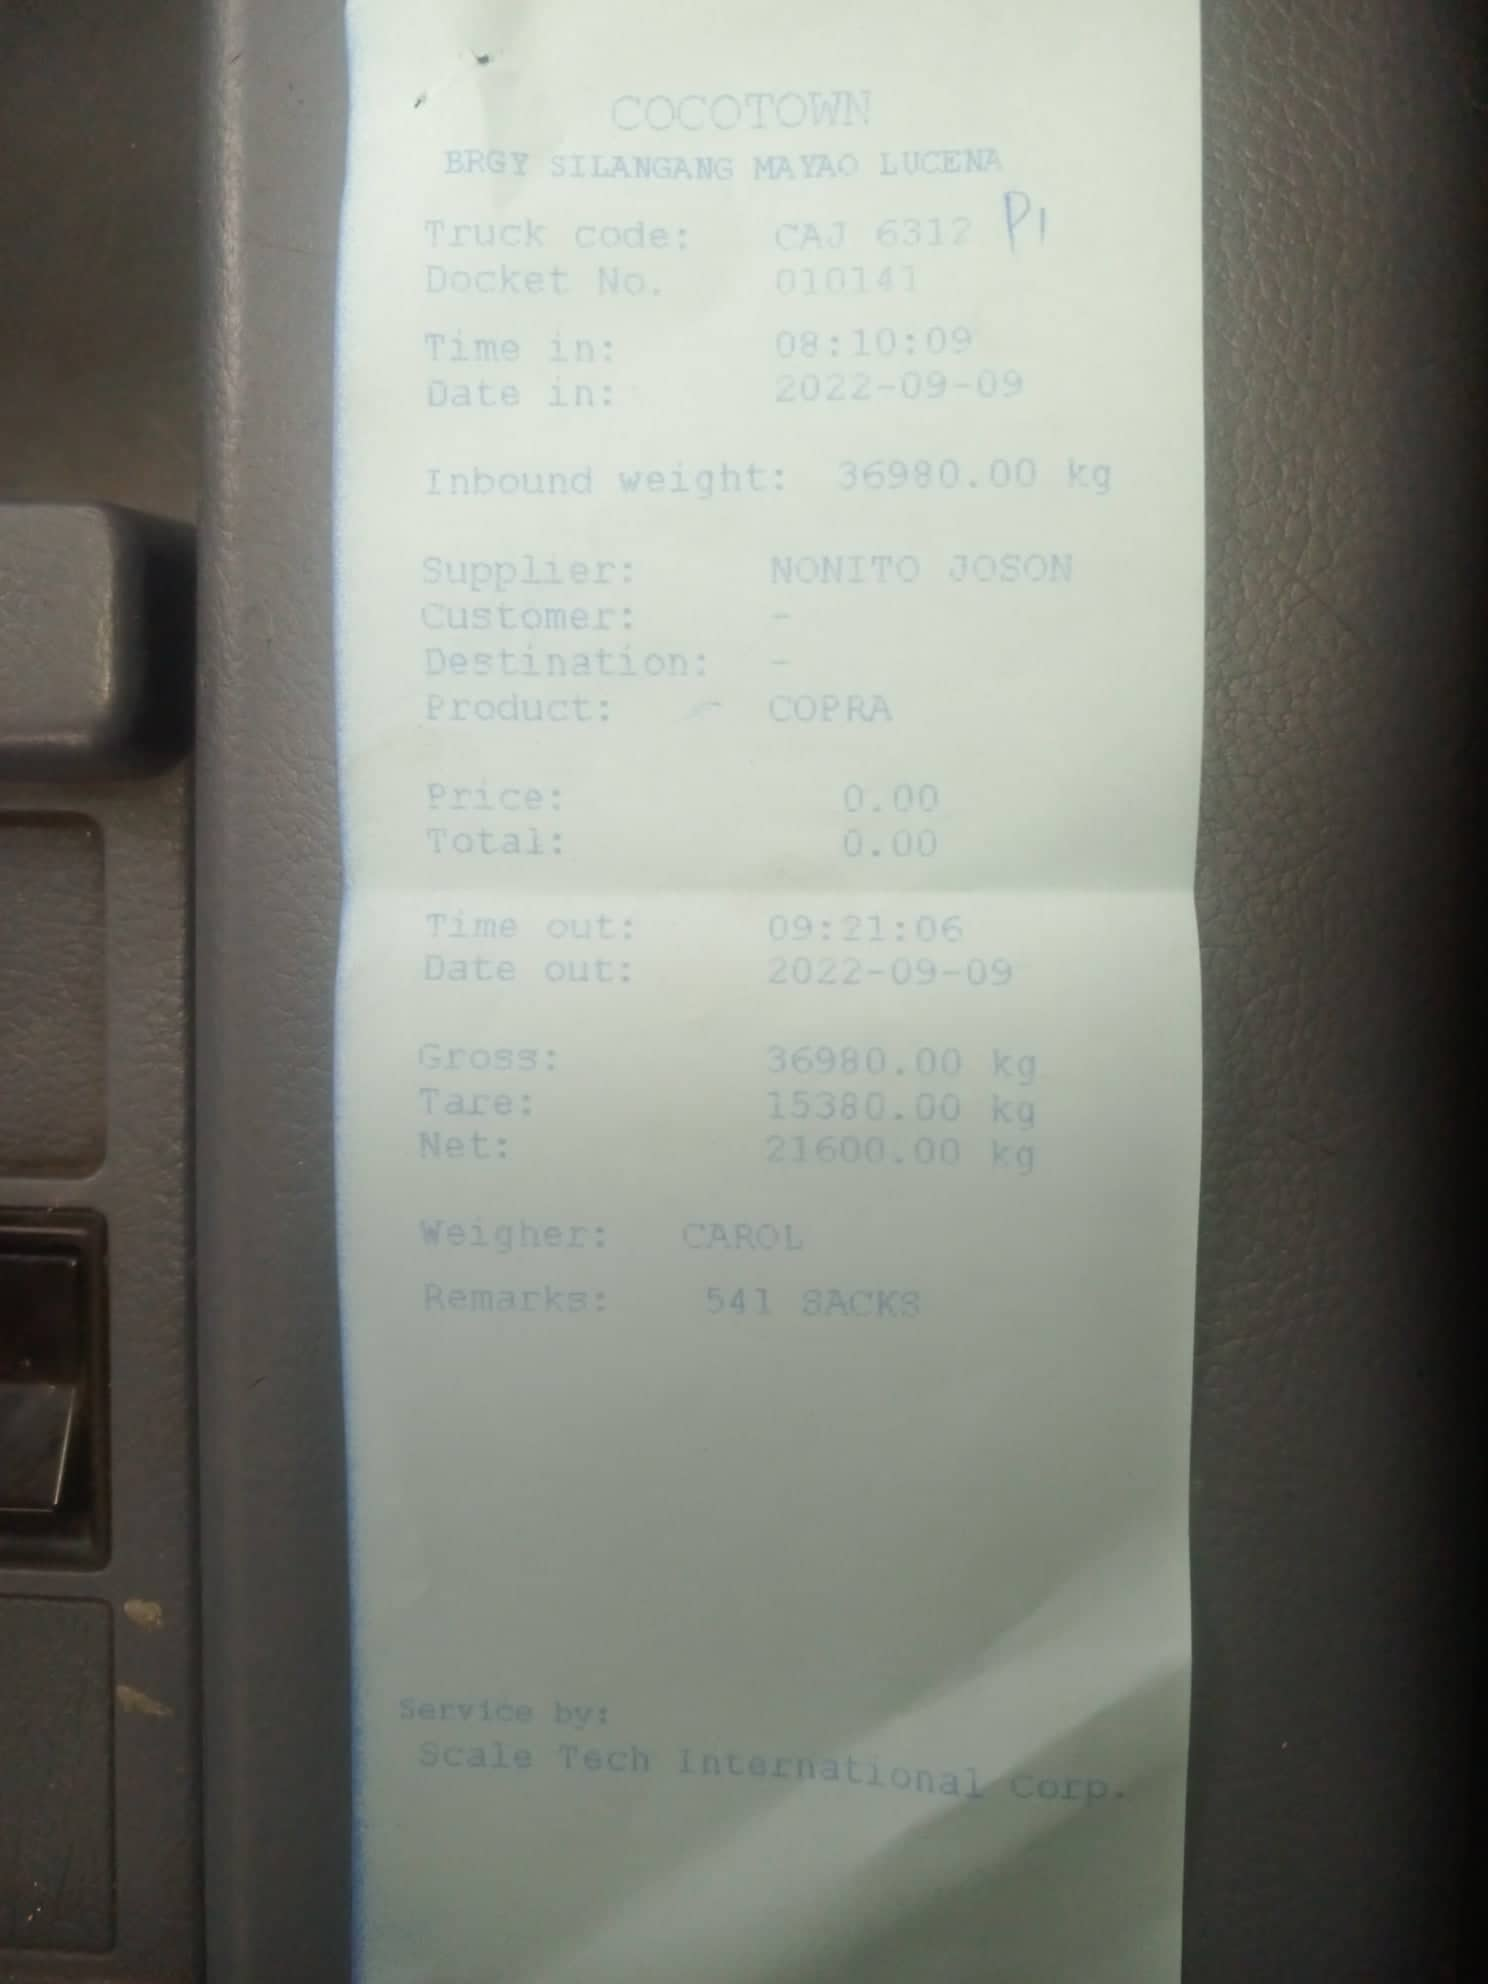 COCOTOWN
BRGY SILANGANG MAYAO LUCENA
Truck code: CAJ 6312 P1
Docket No. 010141
Time in: 08:10:09
Date in: 2022-09-09
Inbound weight: 36980.00 kg
Supplier: NONITO JOSON
Customer: -
Destination: -
Product: COPRA
Price: 0.00
Total: 0.00
Time out: 09:21:06
Date out: 2022-09-09
Gross: 36980.00 kg
Tare: 15380.00 kg
Net: 21600.00 kg
Weigher: CAROL
Remarks: 541 SACKS
Service by:
Scale Tech International Corp.